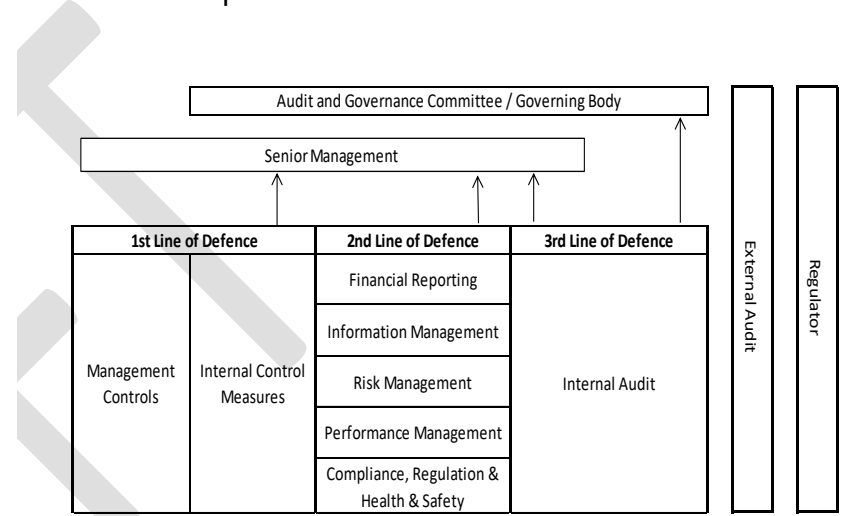 Audit and Governance Committee / Governing Body
Senior Management
1st Line of Defence
2nd Line of Defence
3rd Line of Defence
Management
Controls
Internal Control
Measures
Financial Reporting
Information Management
Risk Management
Performance Management
Compliance, Regulation &
Health & Safety
Internal Audit
External Audit
Regulator